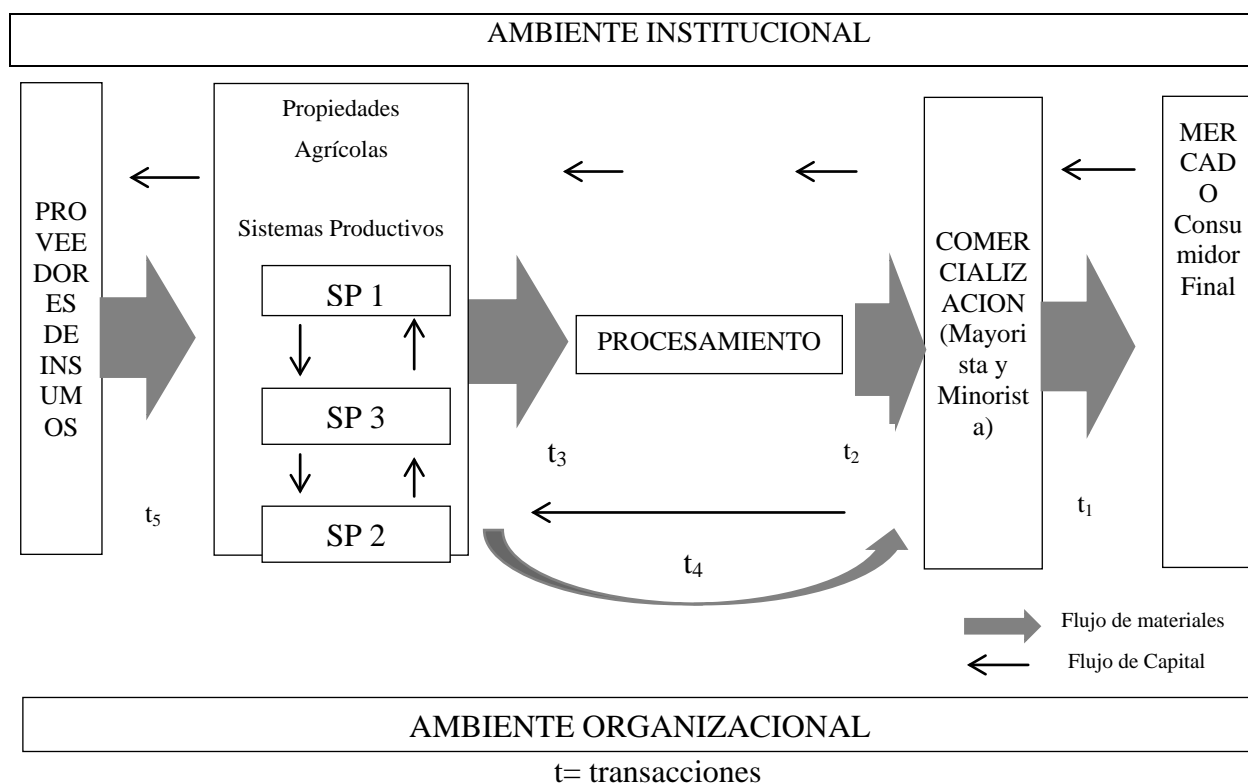 AMBIENTE INSTITUCIONAL
PRO
VEE
DOR
ES
DE
INS
UMO
OS
Propiedades
Agrícolas
Sistemas Productivos
SP 1
SP 3
SP 2
PROCESAMIENTO
COMER
CIALIZ
ACION
(Mayori
sta y
Minorist
a)
MER
CAD
O
Consu
midor
Final
t5
t3
t2
t4
t1
Flujo de materiales
Flujo de Capital
AMBIENTE ORGANIZACIONAL
t= transacciones